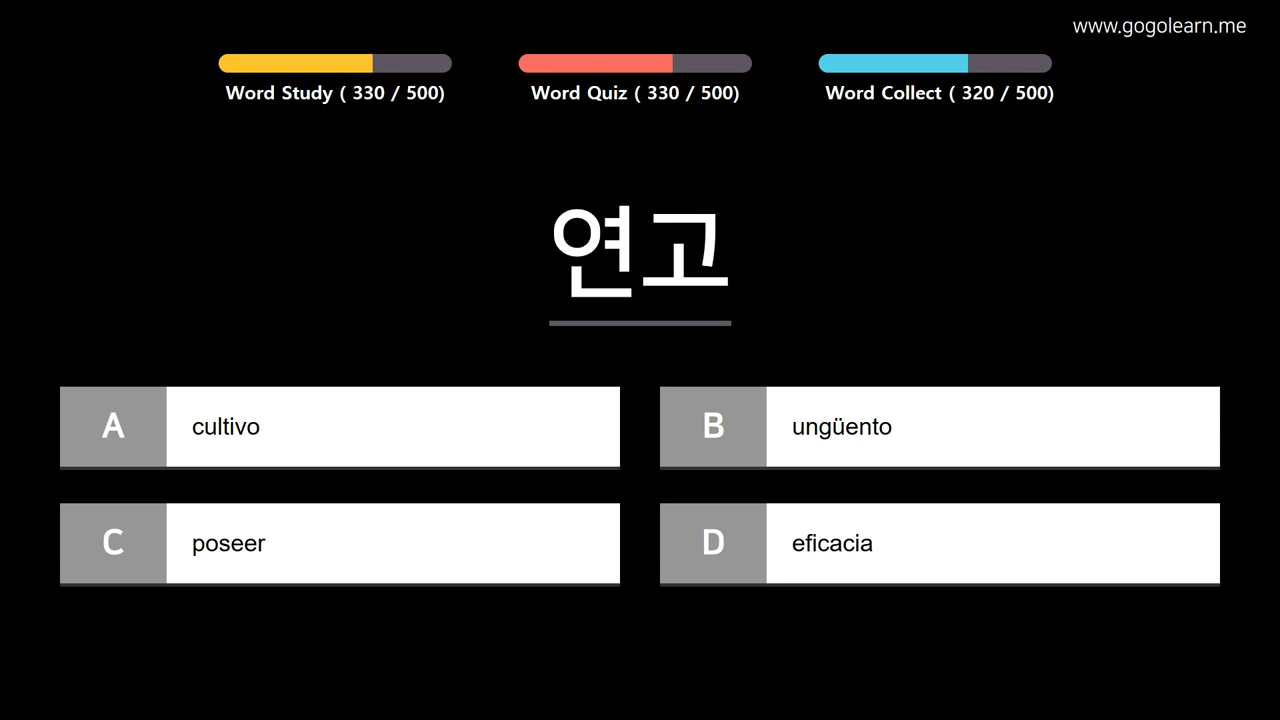 www.gogolearn.me
Word Study ( 330 / 500)
Word Quiz ( 330 / 500)
Word Collect ( 320 / 500)
연고
A cultivo
B ungüento
C poseer
D eficacia